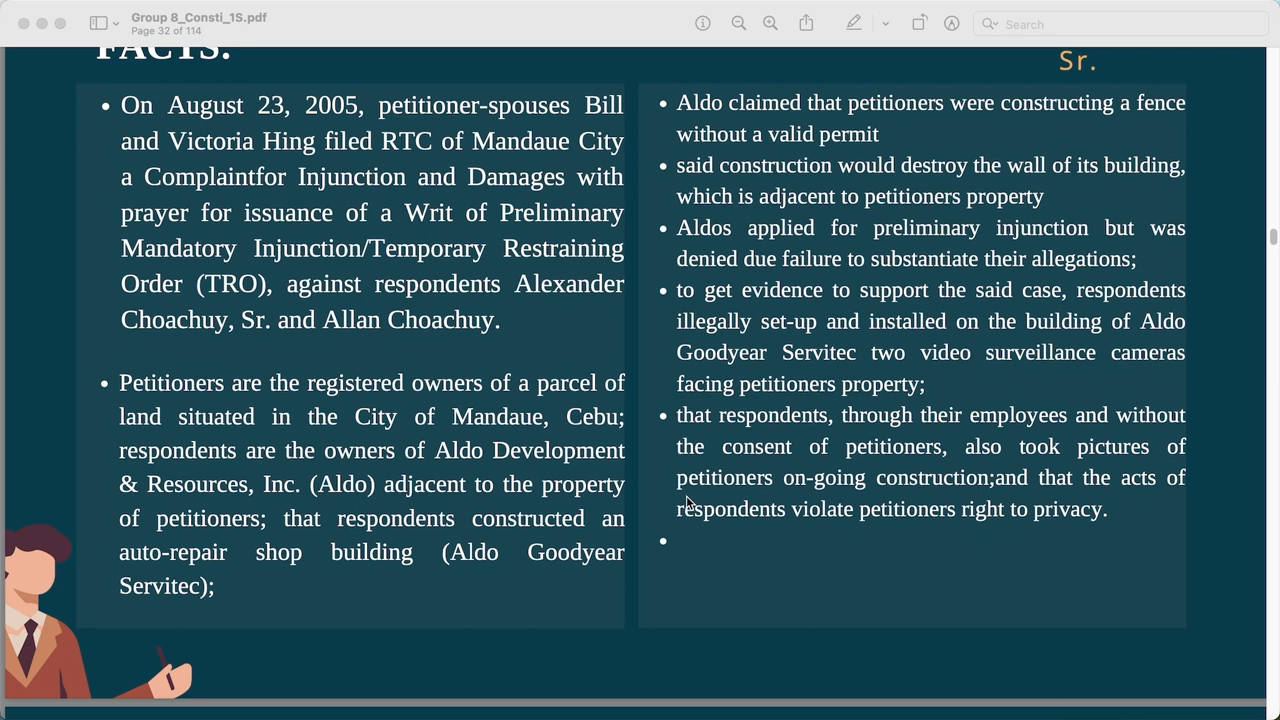 Group 8_Consti_1S.pdf
Page 32 of 114
Search
FACTS:
Sr.
• On August 23, 2005, petitioner-spouses Bill
and Victoria Hing filed RTC of Mandaue City
a Complaintfor Injunction and Damages with
prayer for issuance of a Writ of Preliminary
Mandatory Injunction/Temporary Restraining
Order (TRO), against respondents Alexander
Choachuy, Sr. and Allan Choachuy.
• Petitioners are the registered owners of a parcel of
land situated in the City of Mandaue, Cebu;
respondents are the owners of Aldo Development
& Resources, Inc. (Aldo) adjacent to the property
of petitioners; that respondents constructed an
auto-repair shop building (Aldo Goodyear
Servitec);
• Aldo claimed that petitioners were constructing a fence
without a valid permit
• said construction would destroy the wall of its building,
which is adjacent to petitioners property
• Aldos applied for preliminary injunction but was
denied due failure to substantiate their allegations;
• to get evidence to support the said case, respondents
illegally set-up and installed on the building of Aldo
Goodyear Servitec two video surveillance cameras
facing petitioners property;
• that respondents, through their employees and without
the consent of petitioners, also took pictures of
petitioners on-going construction;and that the acts of
respondents violate petitioners right to privacy.
•